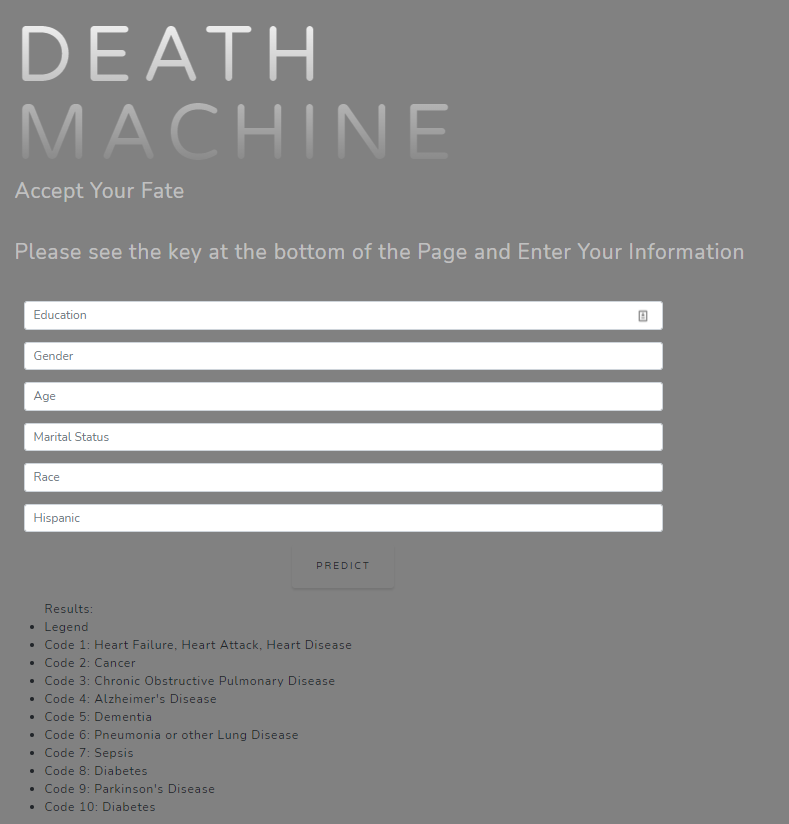 DEATH
MACHINE
Accept Your Fate
Please see the key at the bottom of the Page and Enter Your Information
Education
Gender
Age
Marital Status
Race
Hispanic
PREDICT
Results:
Legend
Code 1: Heart Failure, Heart Attack, Heart Disease
Code 2: Cancer
Code 3: Chronic Obstructive Pulmonary Disease
Code 4: Alzheimer's Disease
Code 5: Dementia
Code 6: Pneumonia or other Lung Disease
Code 7: Sepsis
Code 8: Diabetes
Code 9: Parkinson's Disease
Code 10: Diabetes